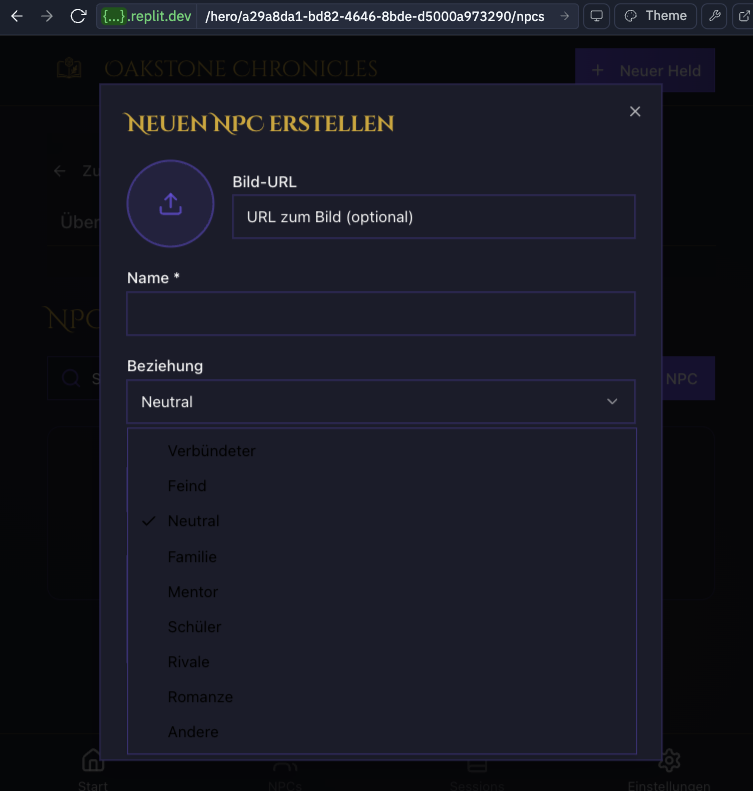 {...}.replit.dev /hero/a29a8da1-bd82-4646-8bde-d5000a973290/npcs Theme
Oakstone Chronicles
+ Neuer Held
Neuen NPC erstellen
Zu
Bild-URL
URL zum Bild (optional)
Über
Name *
NPC
Beziehung
S
NPC
Neutral
Verbündeter
Feind
Neutral
Familie
Mentor
Schüler
Rivale
Romanze
Andere
Start
NPCs
Sessions
Einstellungen